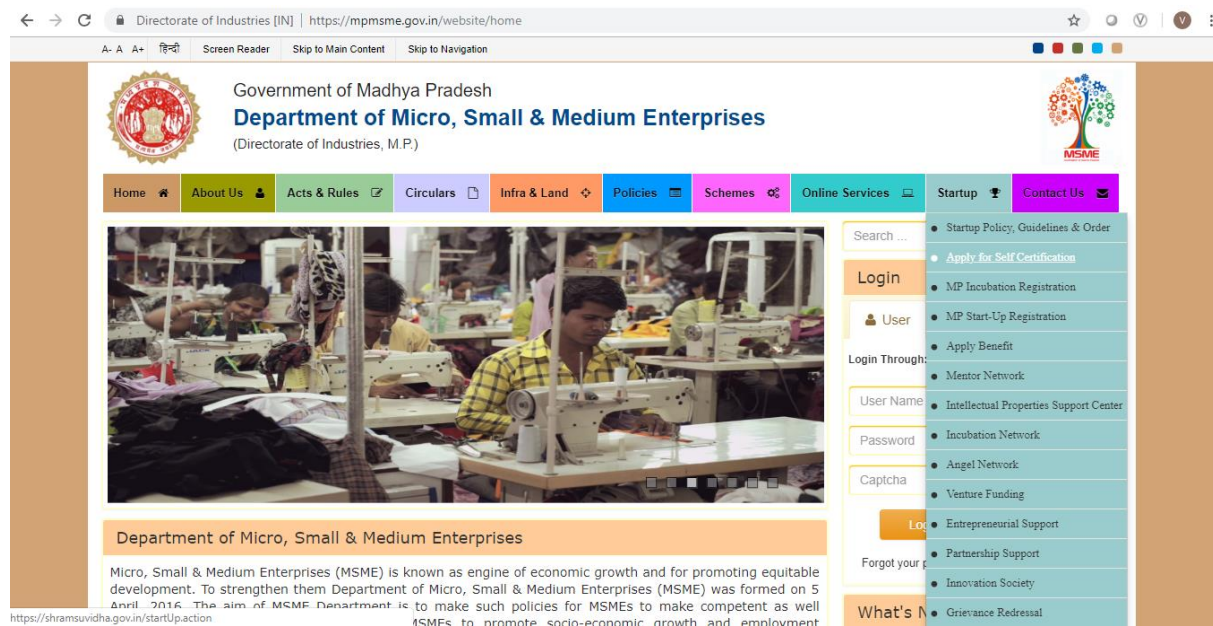 Directorate of Industries [IN] | https://mpmsme.gov.in/website/home
V
A- A A+ हिन्दी Screen Reader Skip to Main Content Skip to Navigation
Government of Madhya Pradesh
Department of Micro, Small & Medium Enterprises
(Directorate of Industries, M.P.)
MSME
Home About Us Acts & Rules Circulars Infra & Land Policies Schemes Online Services Startup Contact Us
Search ...
Login
User
Login Through:
User Name
Password
Captcha
Forgot your
What's
Startup Policy, Guidelines & Order
Apply for Self Certification
MP Incubation Registration
MP Start-Up Registration
Apply Benefit
Mentor Network
Intellectual Properties Support Center
Incubation Network
Angel Network
Venture Funding
Entrepreneurial Support
Partnership Support
Innovation Society
Grievance Redressal
Department of Micro, Small & Medium Enterprises
Micro, Small & Medium Enterprises (MSME) is known as engine of economic growth and for promoting equitable
development. To strengthen them Department of Micro, Small & Medium Enterprises (MSME) was formed on 5
April, 2016. The aim of MSME Department is to make such policies for MSMEs to make competent as well
MSMEs to promote socio-economic growth and employment
https://shramsuvidha.gov.in/startUp.action